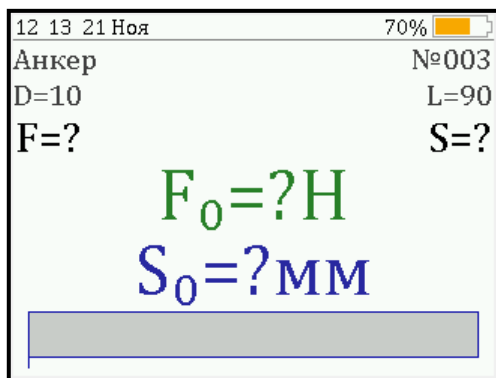 12 13 21 Ноя 70%
Анкер №003
D=10 L=90
F=? S=?
F₀=?Н
S₀=?мм